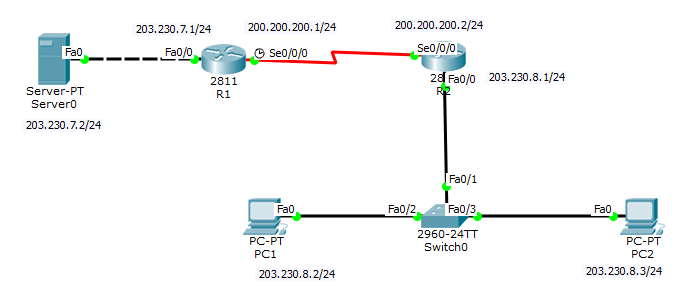 203.230.7.1/24
200.200.200.1/24
200.200.200.2/24
Fa0
Fa0/0
Se0/0/0
Se0/0/0
Server-PT
Server0
2811
R1
28
R2
Fa0/0
203.230.8.1/24
203.230.7.2/24
Fa0/1
Fa0
Fa0/2
Fa0/3
Fa0
PC-PT
PC1
2960-24TT
Switch0
PC-PT
PC2
203.230.8.2/24
203.230.8.3/24